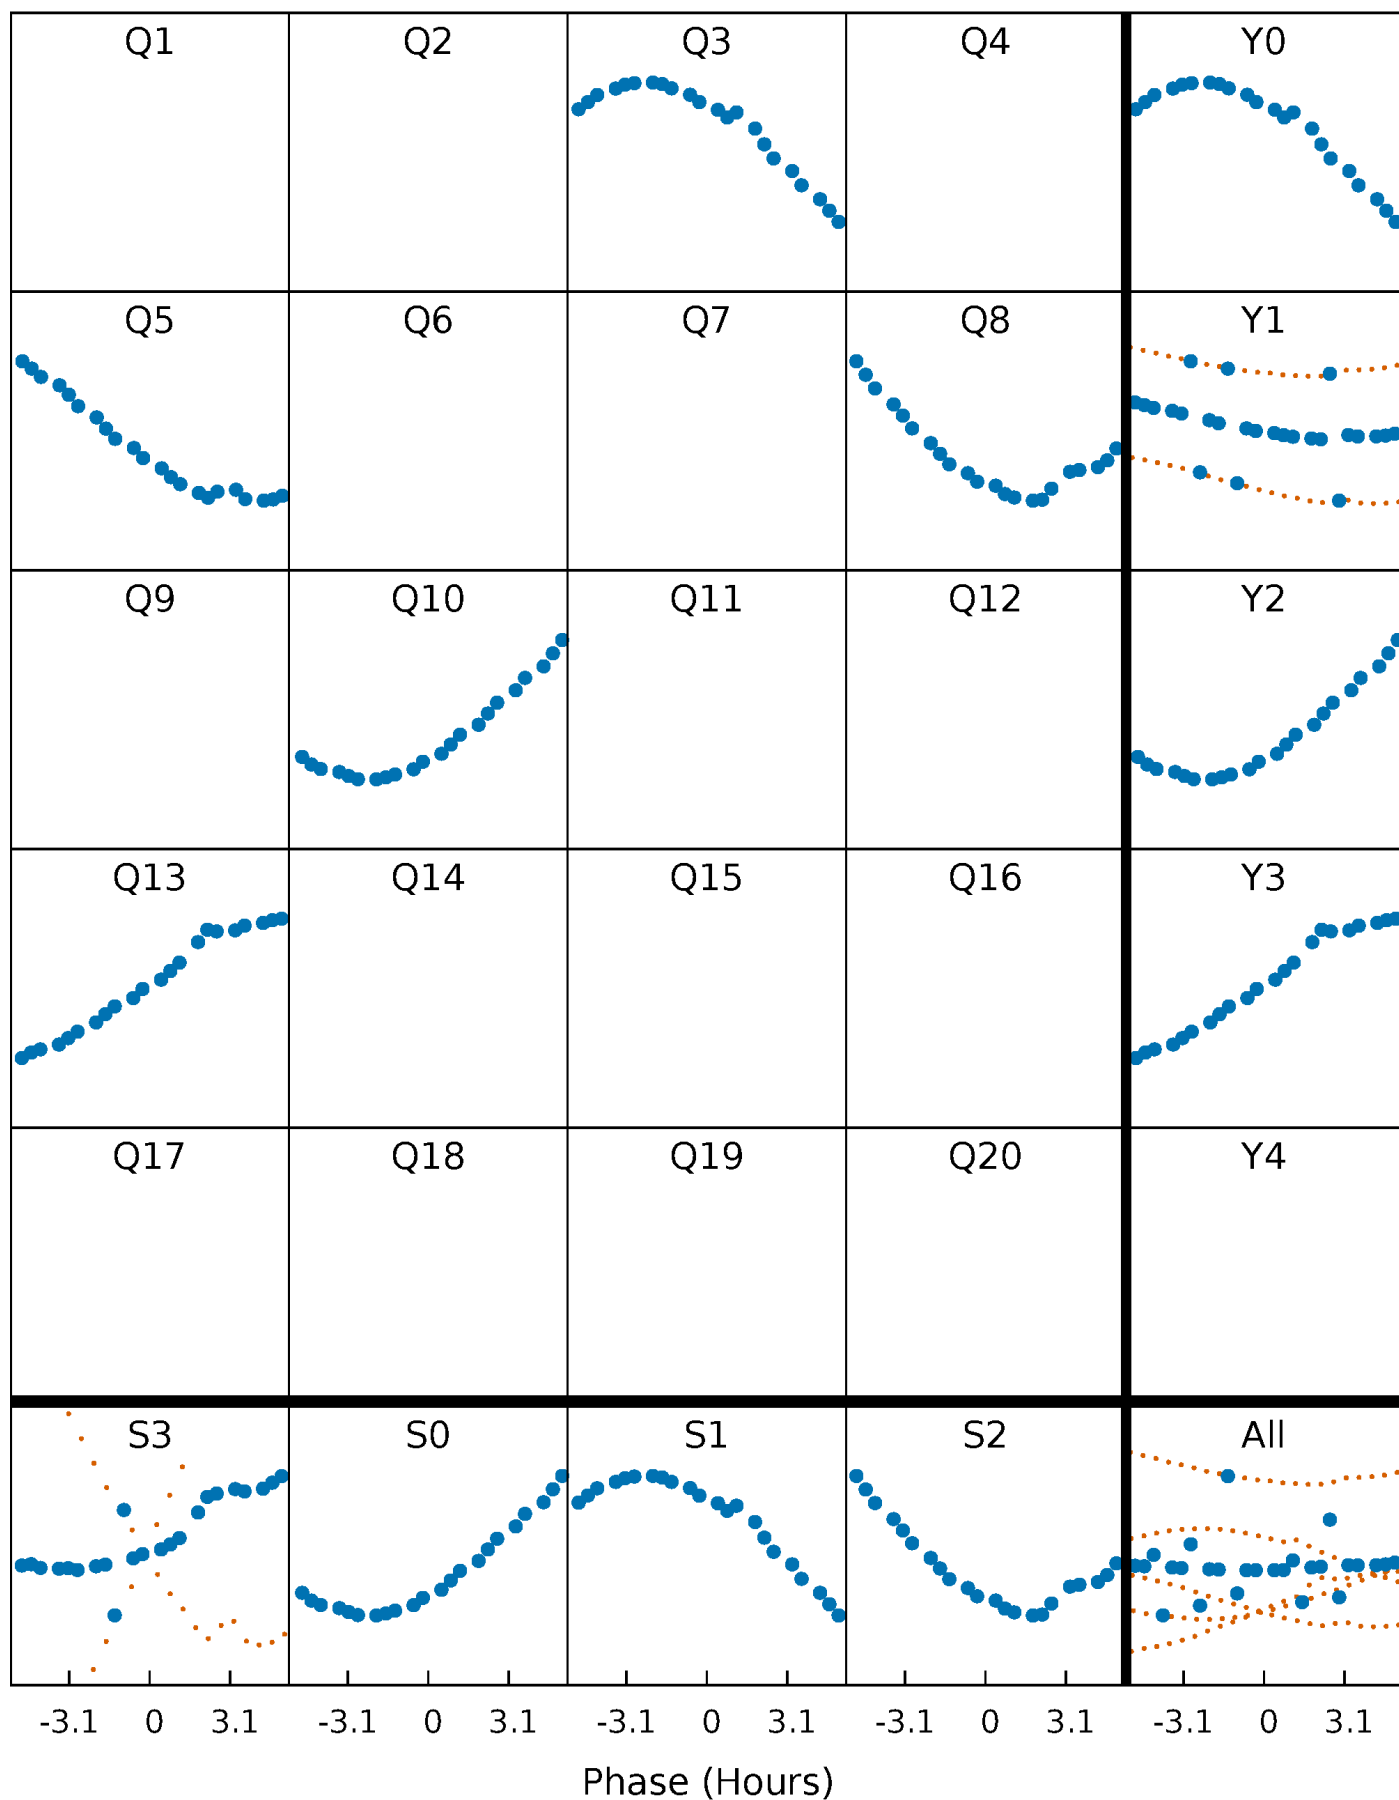 Q1 Q2 Q3 Q4 Y0
Q5 Q6 Q7 Q8 Y1
Q9 Q10 Q11 Q12 Y2
Q13 Q14 Q15 Q16 Y3
Q17 Q18 Q19 Q20 Y4
S3 S0 S1 S2 All
-3.1 0 3.1 -3.1 0 3.1 -3.1 0 3.1 -3.1 0 3.1 -3.1 0 3.1
Phase (Hours)